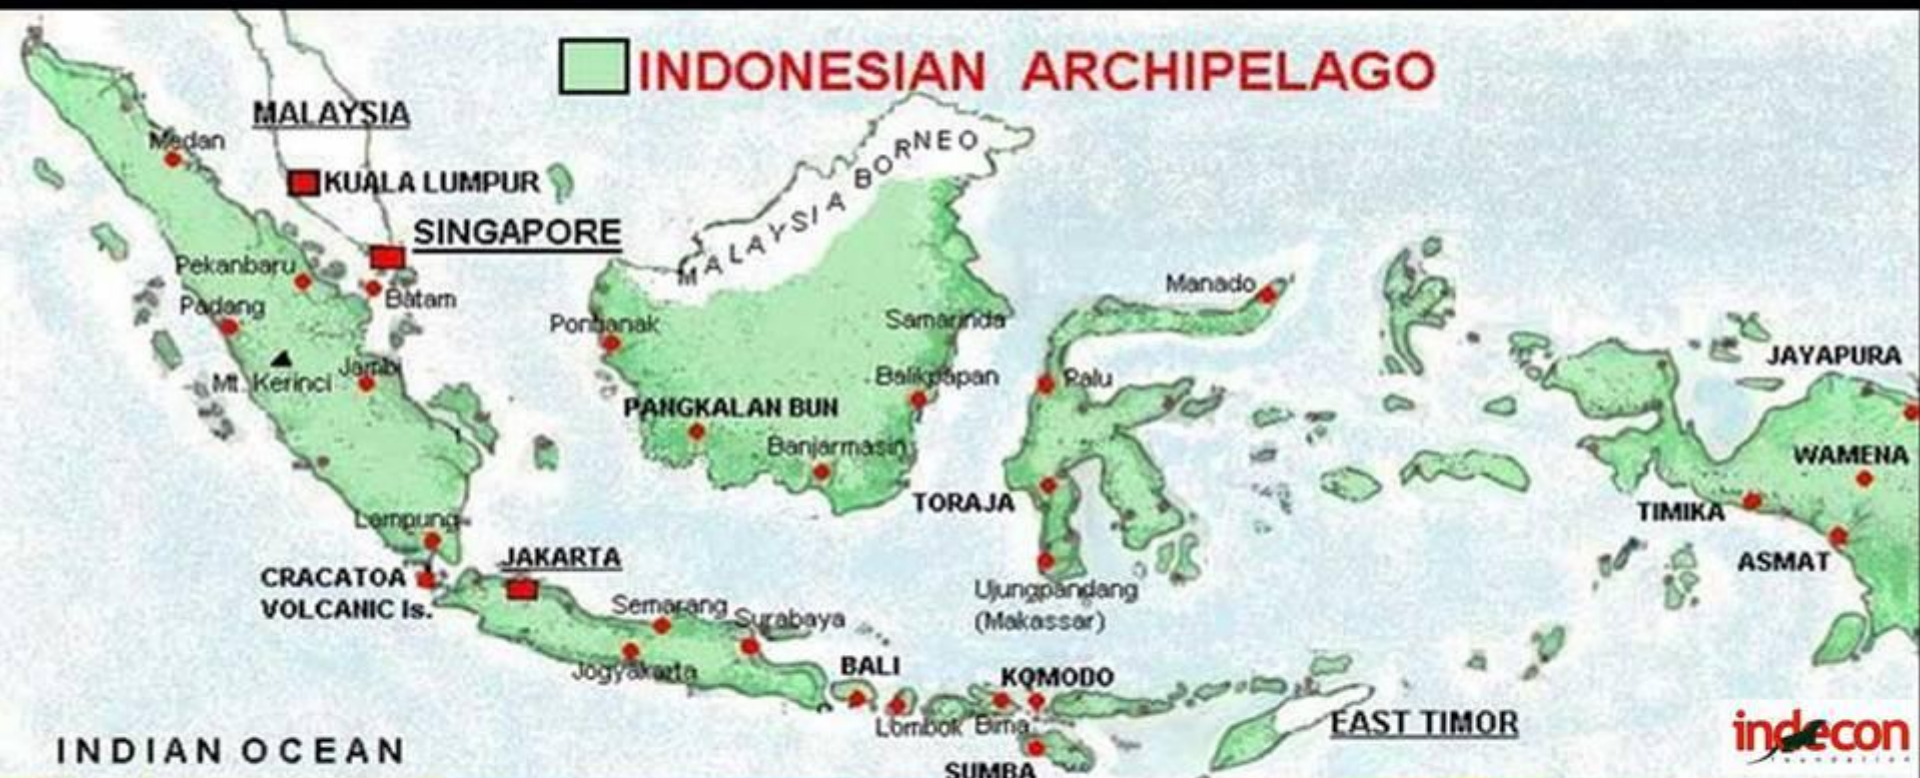 INDONESIAN ARCHIPELAGO
MALAYSIA
Medan
KUALA LUMPUR
SINGAPORE
MALAYSIA BORNEO
Pekanbaru
Batam
Padang
Mt. Kerinci
Jambi
Pontianak
Samarinda
Balikpapan
PANGKALAN BUN
Banjarmasin
Manado
Palu
TORAJA
JAYAPURA
WAMENA
TIMIKA
ASMAT
Lampung
CRACATOA
VOLCANIC Is.
JAKARTA
Semarang
Surabaya
Jogyakarta
Ujungpandang
(Makassar)
BALI
KOMODO
Lombok
Bima
SUMBA
EAST TIMOR
INDIAN OCEAN
indecon
foundation